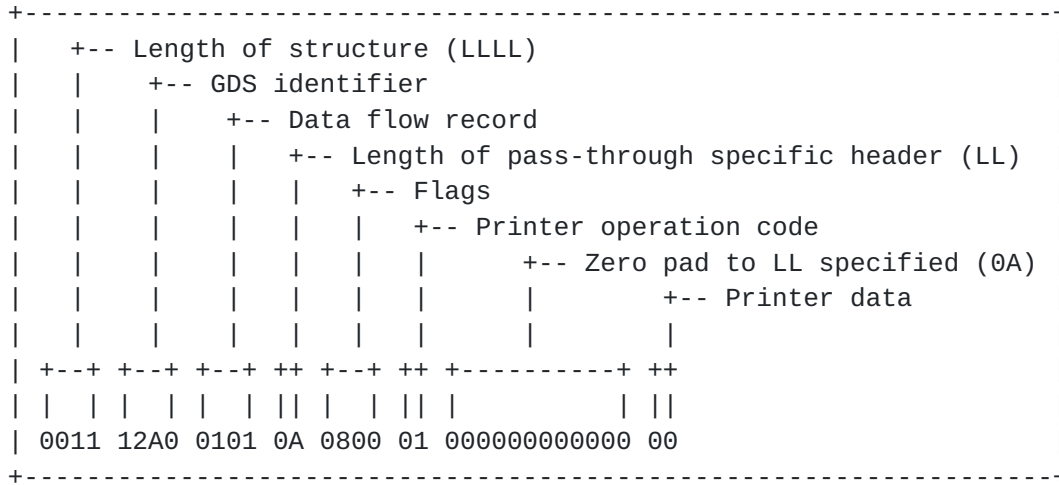 +------------------------------------------------------------------
|   +-- Length of structure (LLLL)
|   |    +-- GDS identifier
|   |    |    +-- Data flow record
|   |    |    |   +-- Length of pass-through specific header (LL)
|   |    |    |   |   +-- Flags
|   |    |    |   |   |   +-- Printer operation code
|   |    |    |   |   |   |      +-- Zero pad to LL specified (0A)
|   |    |    |   |   |   |      |        +-- Printer data
|   |    |    |   |   |   |      |        |
| +--+ +--+ +--+ ++ +--+ ++ +----------+ ++
| |  | |  | |  | || |  | || |          | ||
| 0011 12A0 0101 0A 0800 01 000000000000 00
+------------------------------------------------------------------